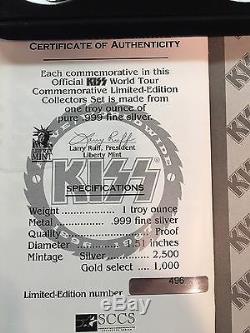 CERTIFICATE OF AUTHENTICITY
Each commemorative in this
Official KISS World Tour
Commemorative Limited-Edition
Collectors Set is made from
one troy ounce of
pure .999 fine silver.
Larry Ruff, President
Liberty Mint
MINT
KISS
SPECIFICATIONS
Weight 1 troy ounce
Metal .999 fine silver
Quality Proof
Diameter 1.51 inches
Mintage Silver 2,500
Gold select 1,000
496
Limited-Edition number
SCCS